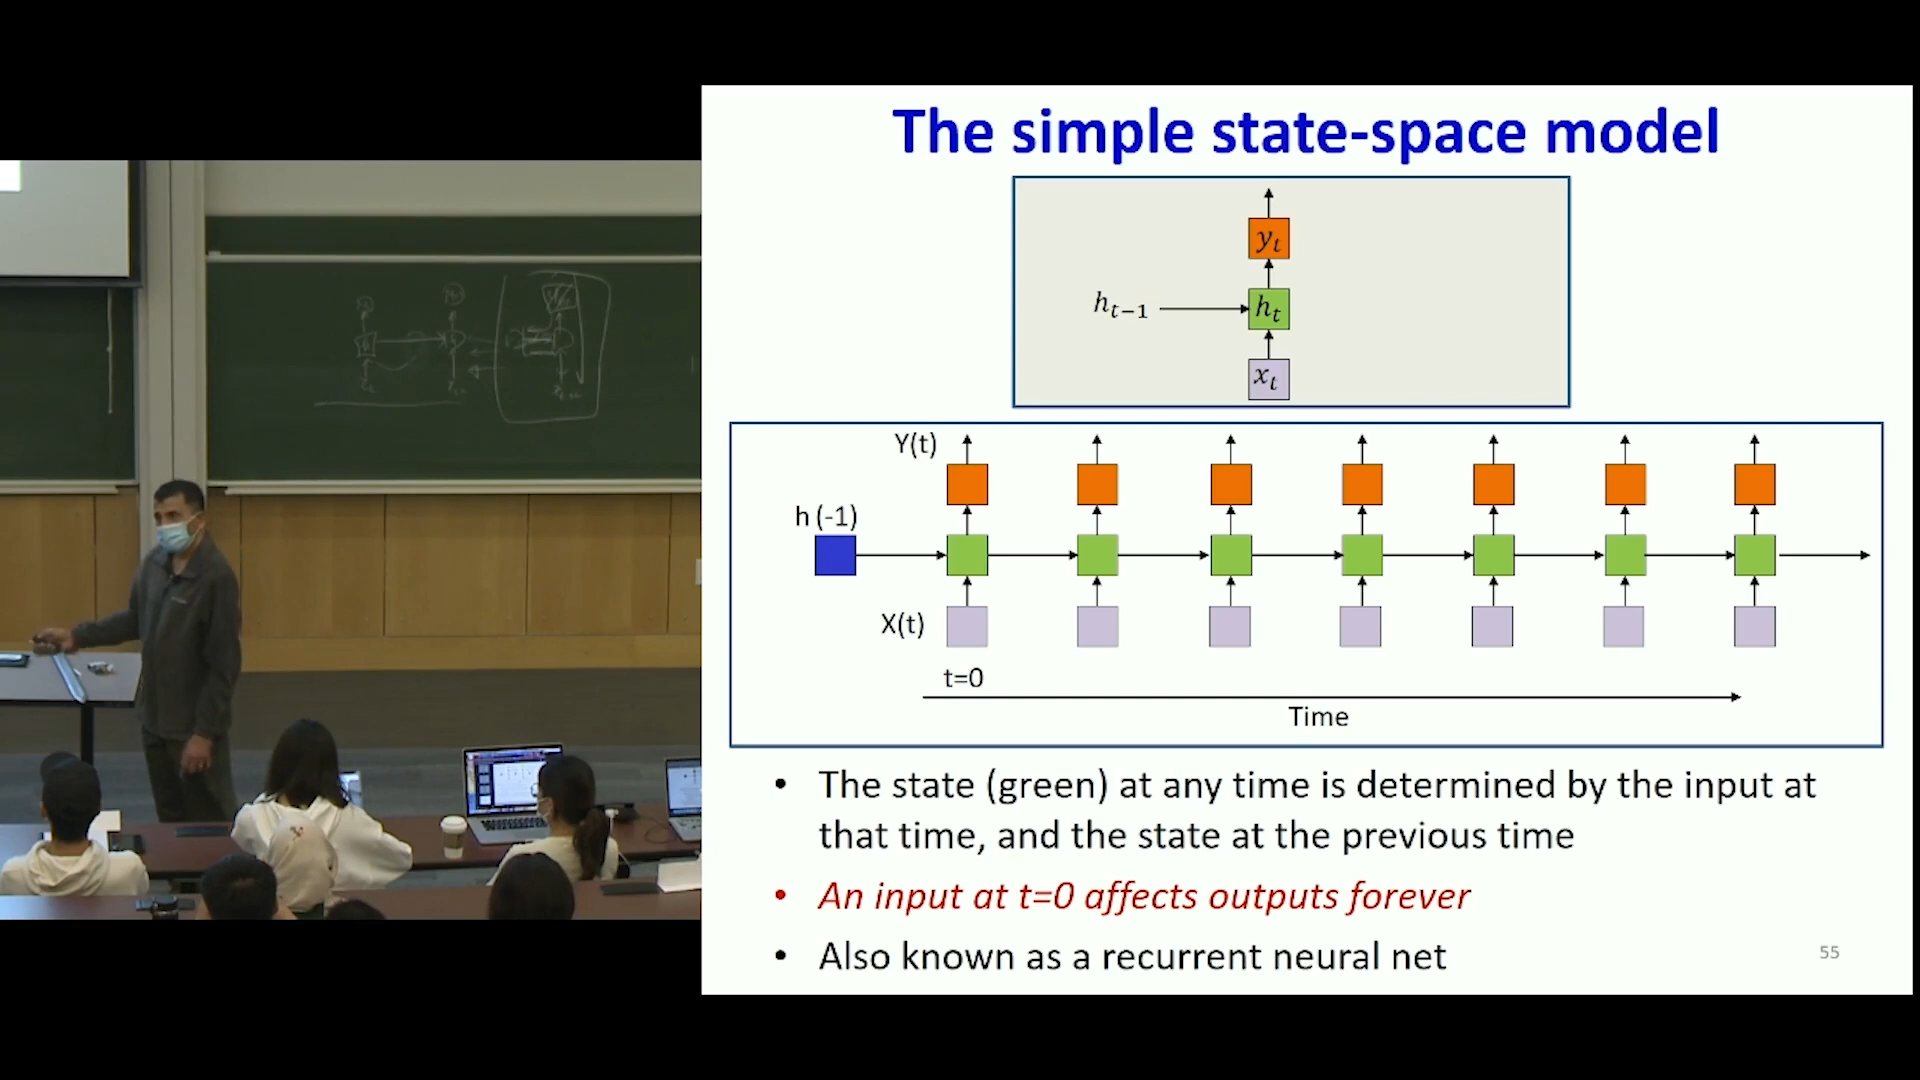 The simple state-space model
y_t
h_{t-1}
h_t
x_t
Y(t)
h (-1)
X(t)
t=0
Time
• The state (green) at any time is determined by the input at
that time, and the state at the previous time
• An input at t=0 affects outputs forever
• Also known as a recurrent neural net
55